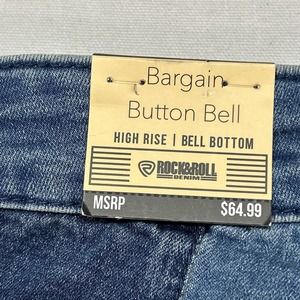 Bargain
Button Bell
HIGH RISE | BELL BOTTOM
ROCK&ROLL
DENIM
MSRP $64.99